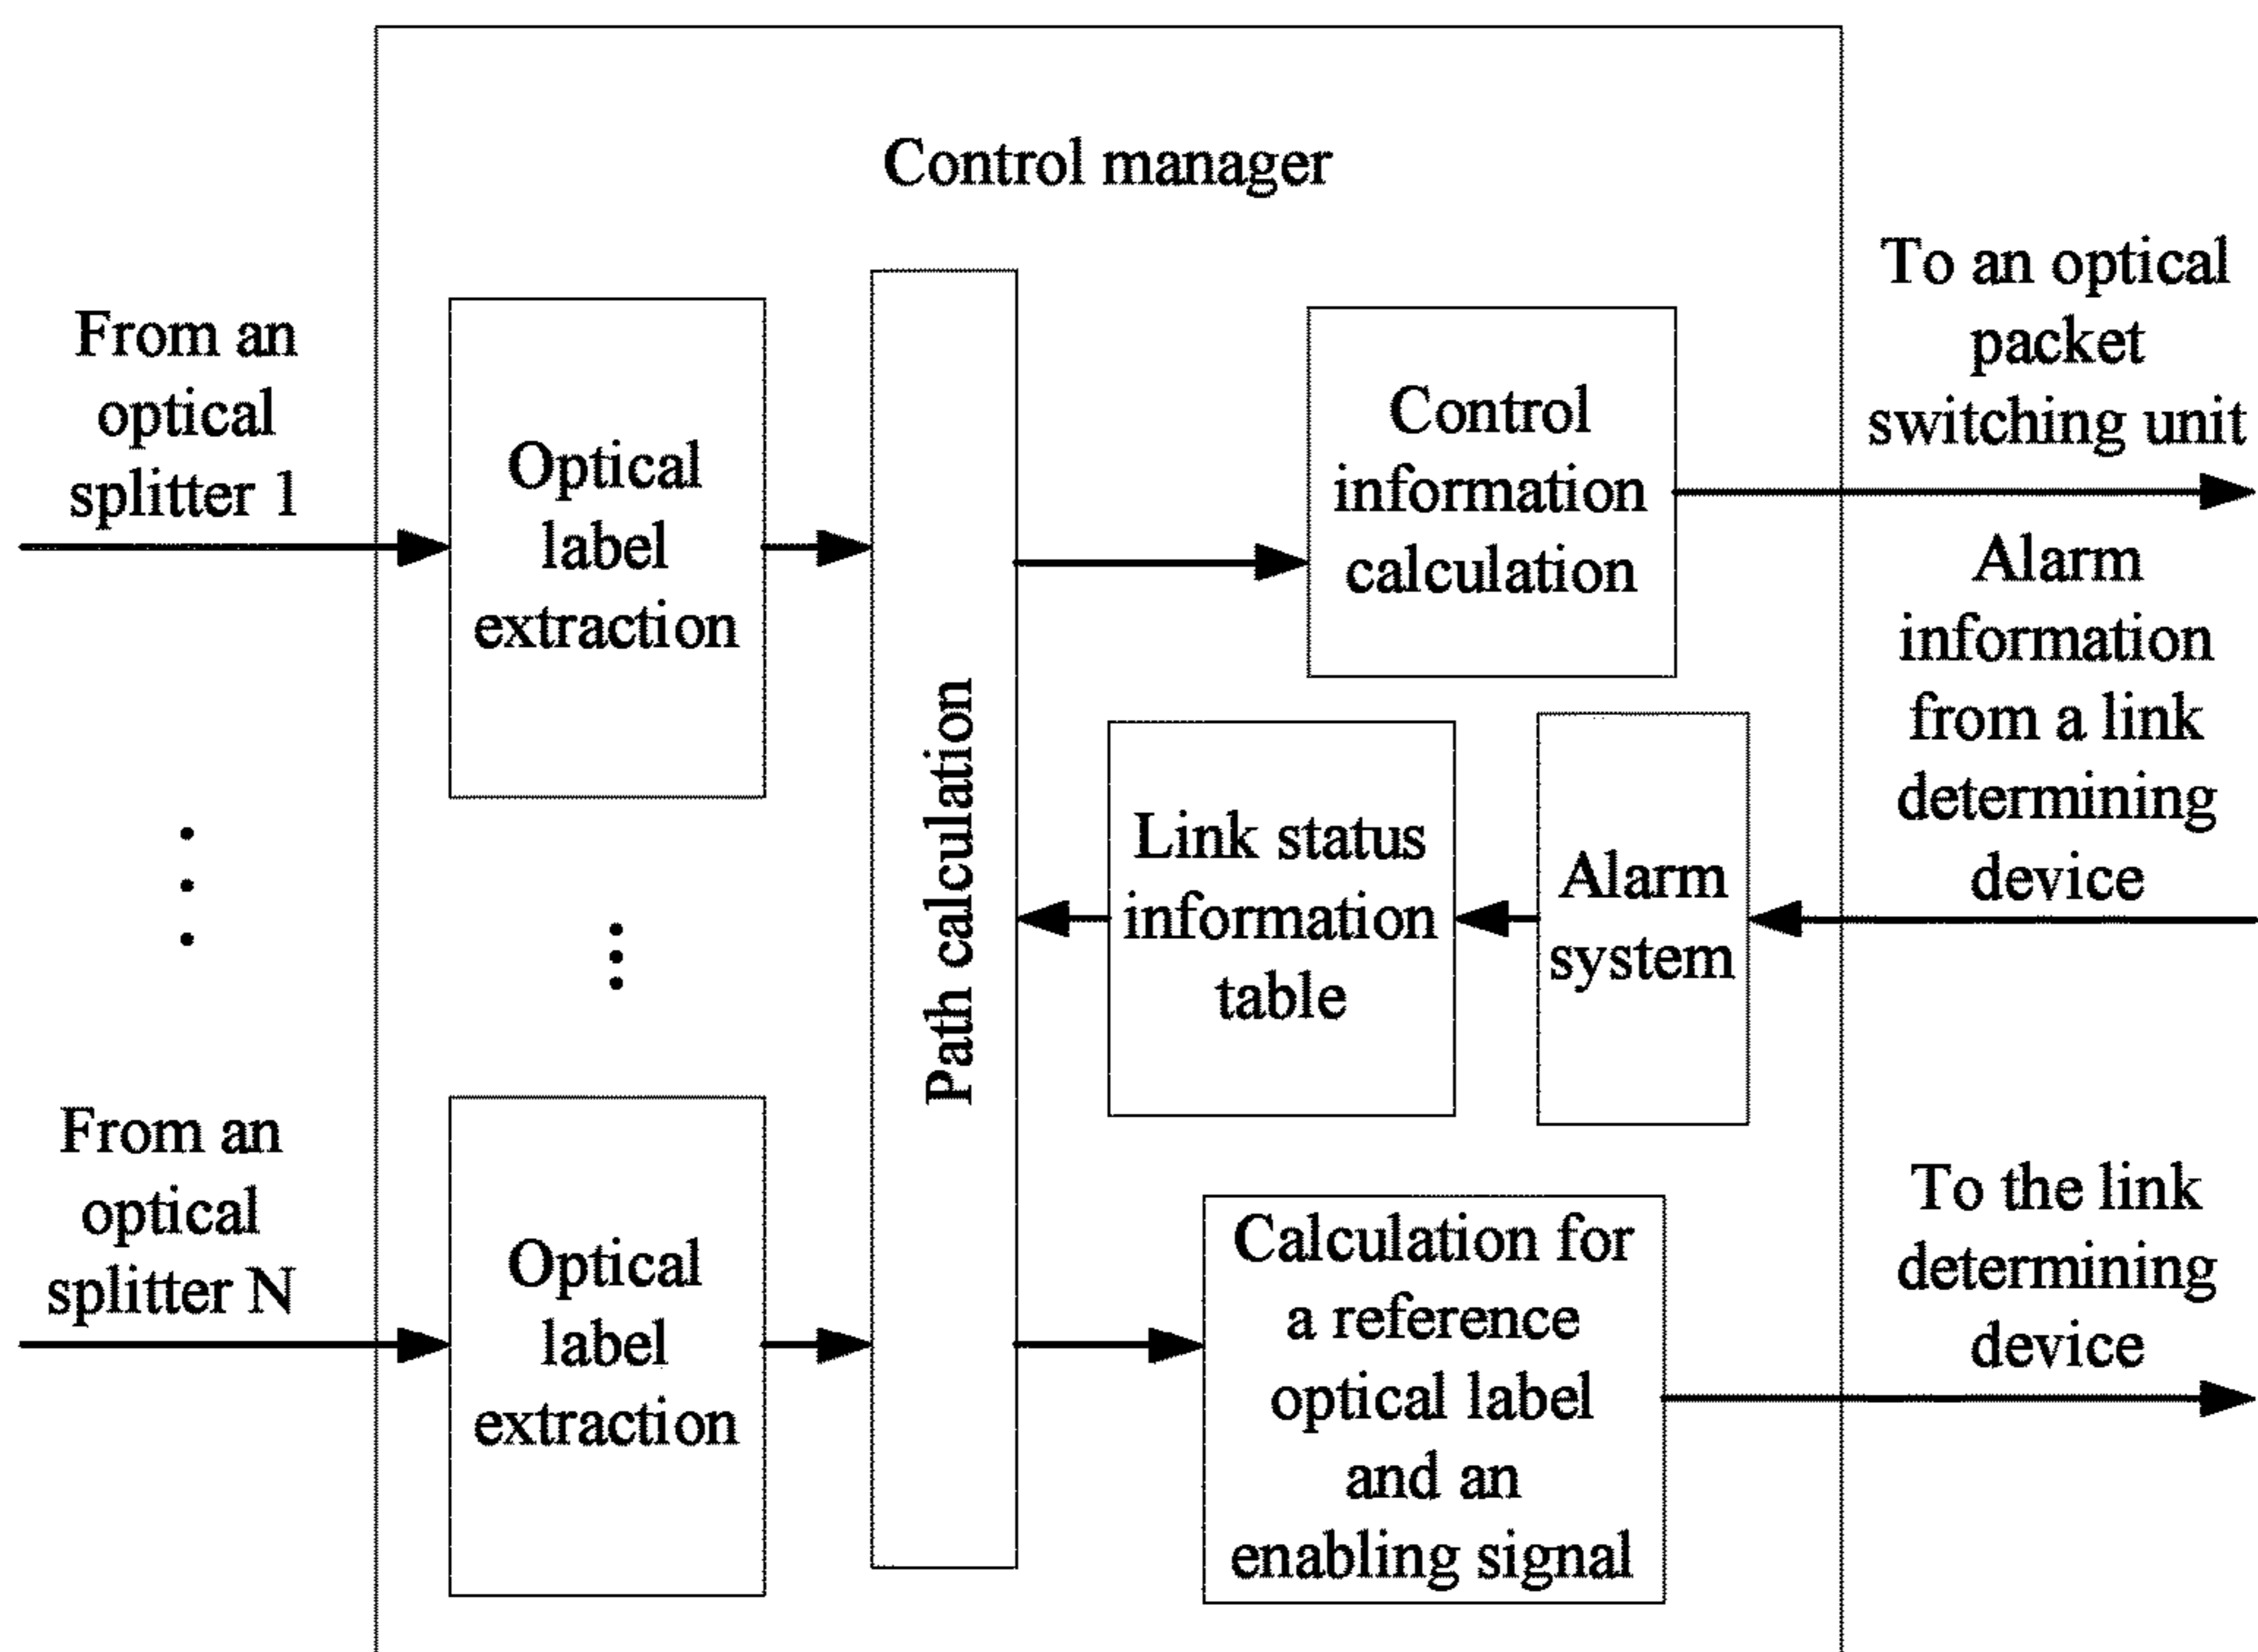 Control manager
From an
optical
splitter 1
Optical
label
extraction
Path calculation
Control
information
calculation
To an optical
packet
switching unit
Alarm
information
from a link
determining
device
Link status
information
table
Alarm
system
From an
optical
splitter N
Optical
label
extraction
Calculation for
a reference
optical label
and an
enabling signal
To the link
determining
device